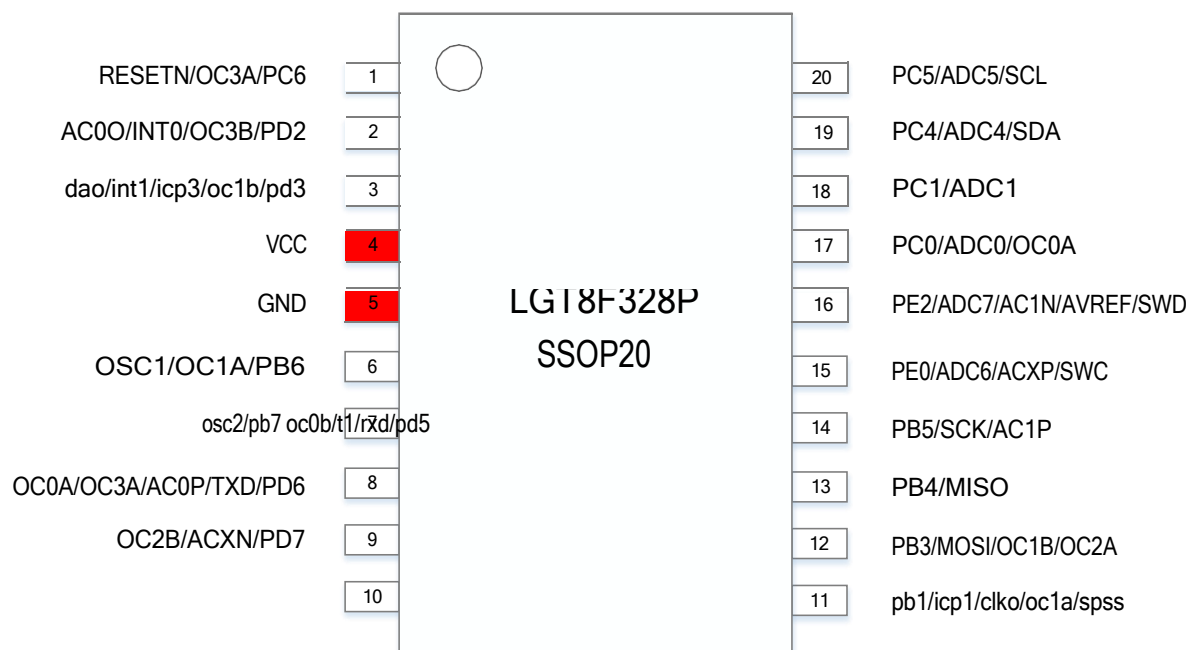 RESETN/OC3A/PC6 1 20 PC5/ADC5/SCL
AC0O/INT0/OC3B/PD2 2 19 PC4/ADC4/SDA
dao/int1/icp3/oc1b/pd3 3 18 PC1/ADC1
VCC 4 17 PC0/ADC0/OC0A
GND 5 LGT8F328P 16 PE2/ADC7/AC1N/AVREF/SWD
SSOP20
OSC1/OC1A/PB6 6 15 PE0/ADC6/ACXP/SWC
osc2/pb7 oc0b/t1/rxd/pd5 7 14 PB5/SCK/AC1P
OC0A/OC3A/AC0P/TXD/PD6 8 13 PB4/MISO
OC2B/ACXN/PD7 9 12 PB3/MOSI/OC1B/OC2A
10 11 pb1/icp1/clko/oc1a/spss